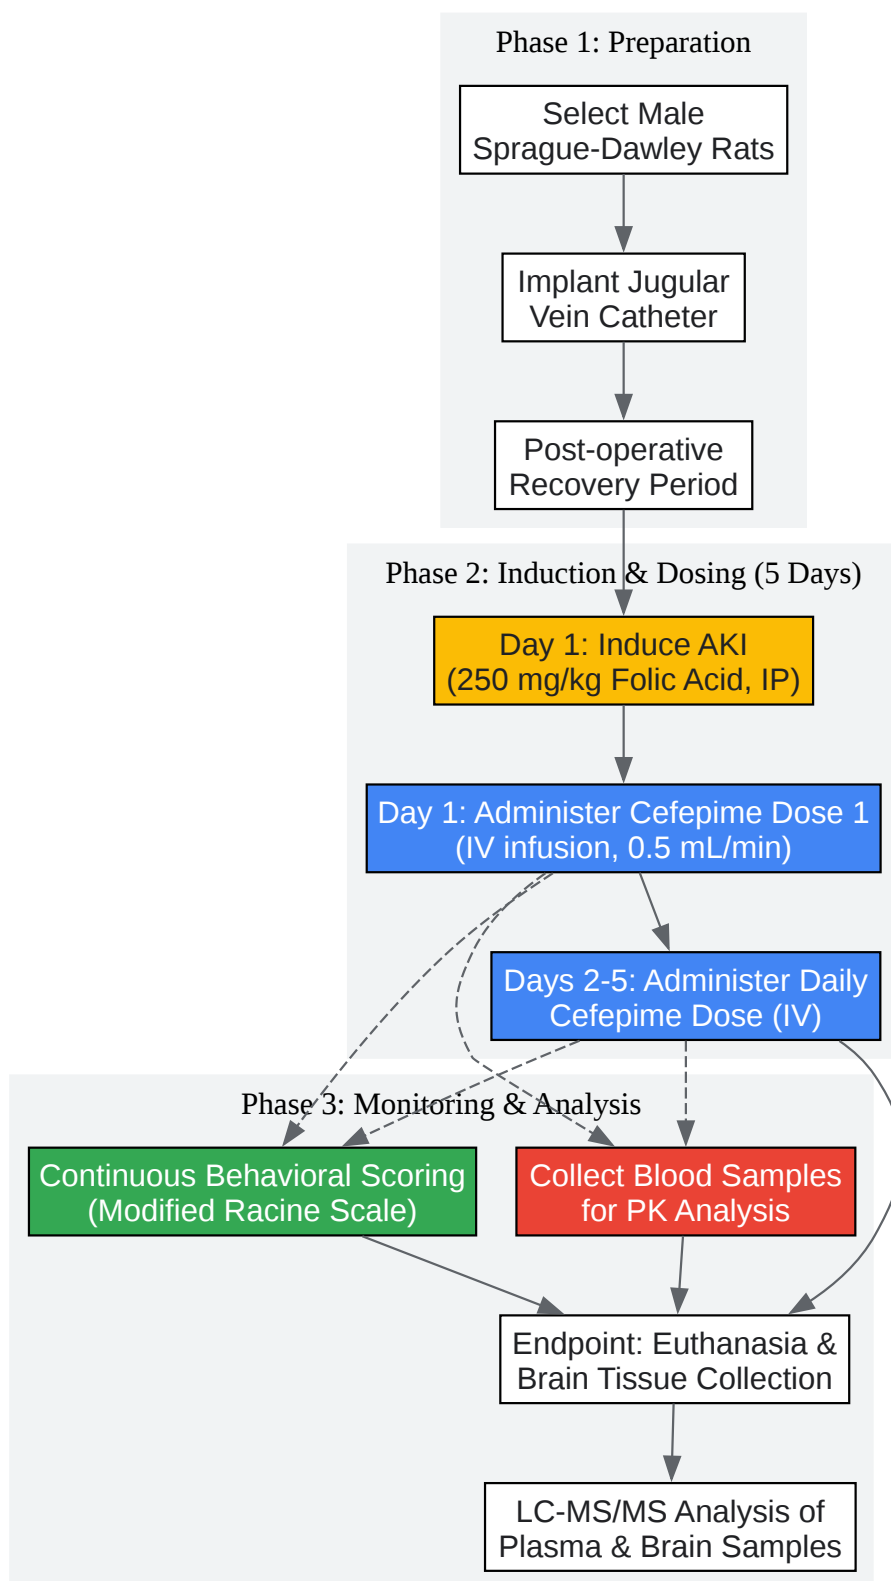 Phase 1: Preparation
Select Male
Sprague-Dawley Rats
Implant Jugular
Vein Catheter
Post-operative
Recovery Period
Phase 2: Induction & Dosing (5 Days)
Day 1: Induce AKI
(250 mg/kg Folic Acid, IP)
Day 1: Administer Cefepime Dose 1
(IV infusion, 0.5 mL/min)
Days 2-5: Administer Daily
Cefepime Dose (IV)
Phase 3: Monitoring & Analysis
Continuous Behavioral Scoring
(Modified Racine Scale)
Collect Blood Samples
for PK Analysis
Endpoint: Euthanasia &
Brain Tissue Collection
LC-MS/MS Analysis of
Plasma & Brain Samples